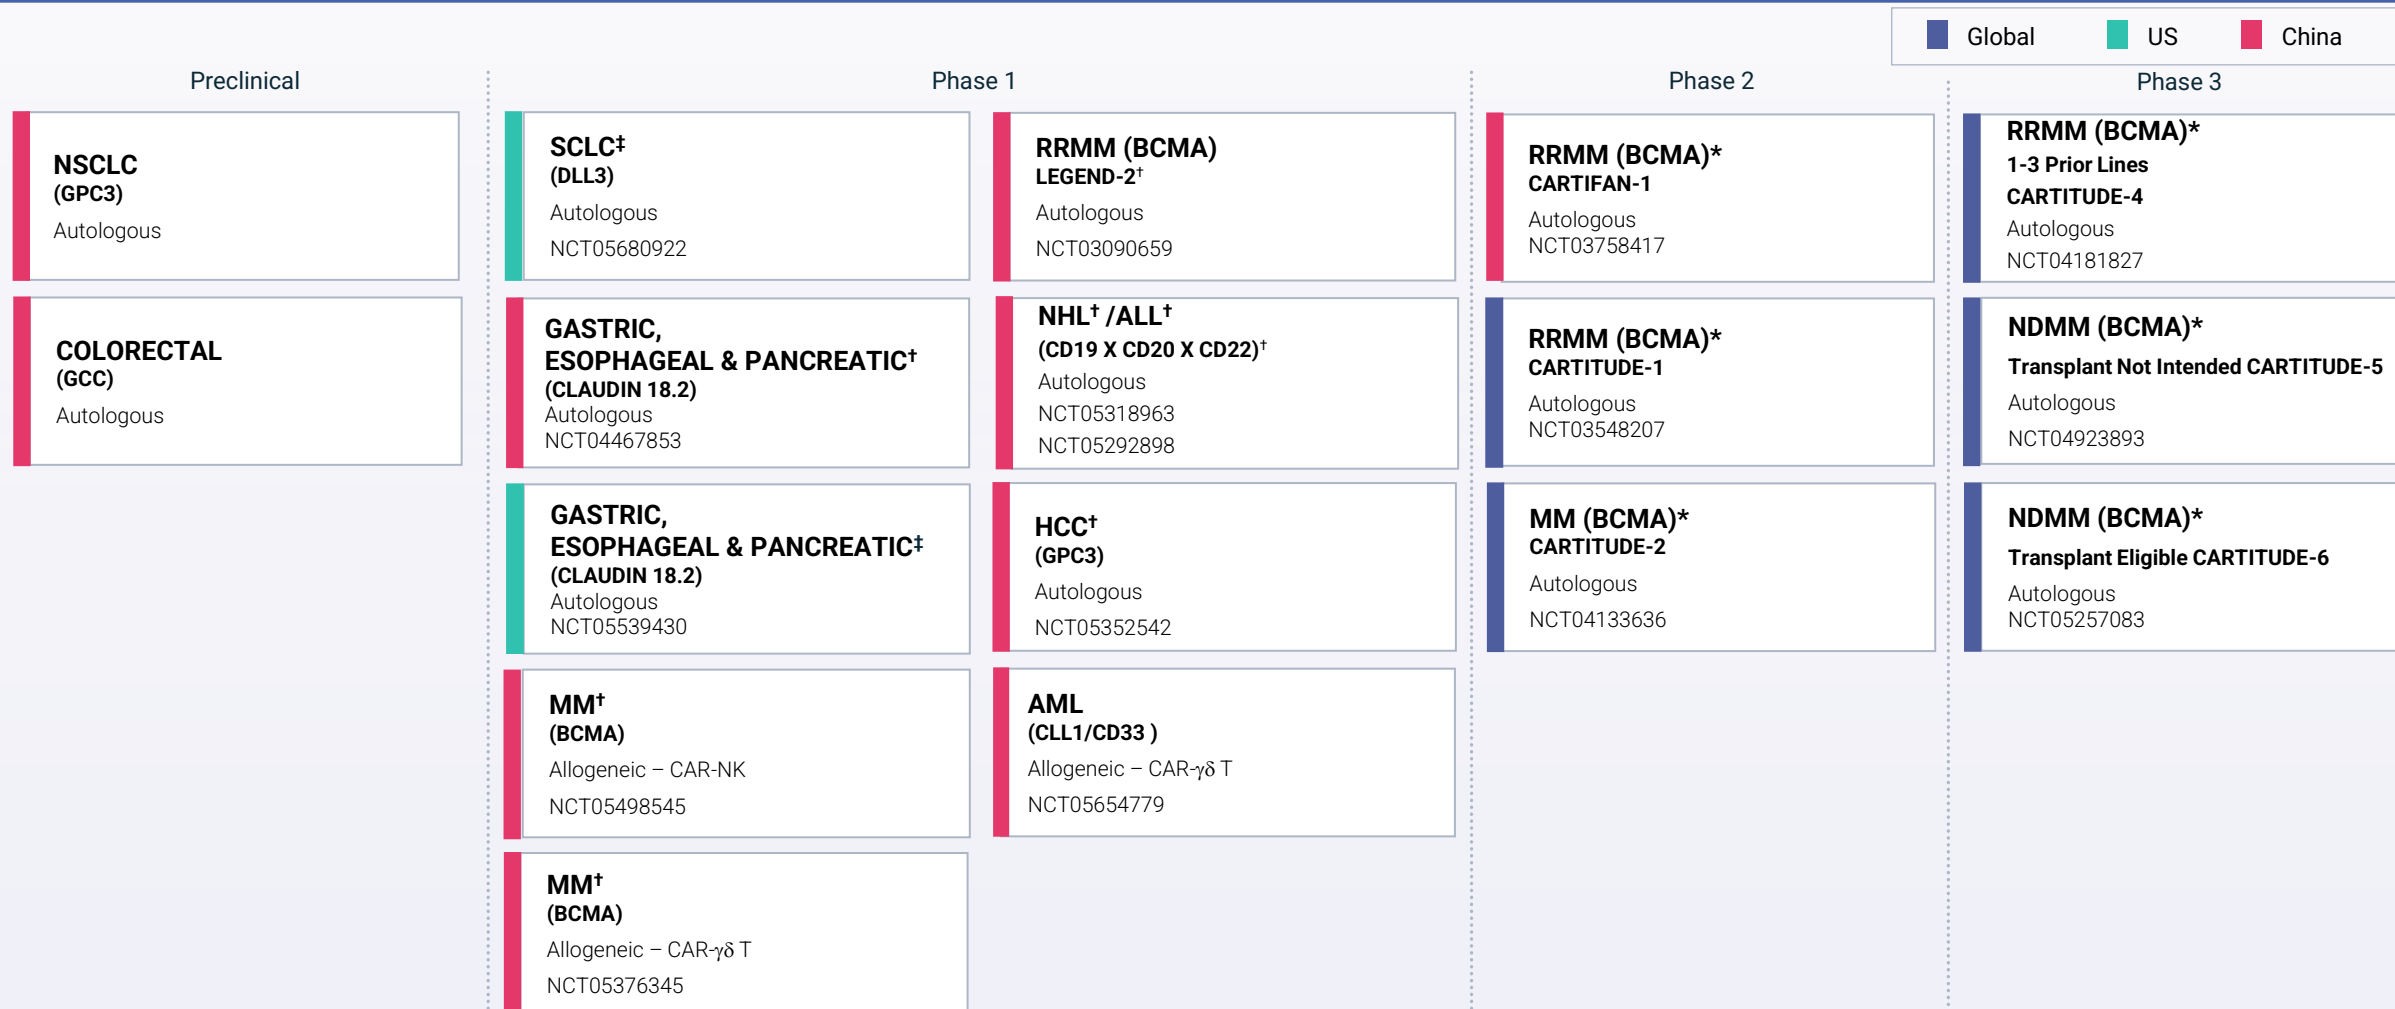 Global
US
China
Preclinical
Phase 1
Phase 2
Phase 3
NSCLC
(GPC3)
Autologous
COLORECTAL
(GCC)
Autologous
SCLC‡
(DLL3)
Autologous
NCT05680922
GASTRIC,
ESOPHAGEAL & PANCREATIC†
(CLAUDIN 18.2)
Autologous
NCT04467853
GASTRIC,
ESOPHAGEAL & PANCREATIC‡
(CLAUDIN 18.2)
Autologous
NCT05539430
MM†
(BCMA)
Allogeneic – CAR-NK
NCT05498545
MM†
(BCMA)
Allogeneic – CAR-γδ T
NCT05376345
RRMM (BCMA)
LEGEND-2†
Autologous
NCT03090659
NHL† /ALL†
(CD19 X CD20 X CD22)†
Autologous
NCT05318963
NCT05292898
HCC†
(GPC3)
Autologous
NCT05352542
AML
(CLL1/CD33 )
Allogeneic – CAR-γδ T
NCT05654779
RRMM (BCMA)*
CARTIFAN-1
Autologous
NCT03758417
RRMM (BCMA)*
CARTITUDE-1
Autologous
NCT03548207
MM (BCMA)*
CARTITUDE-2
Autologous
NCT04133636
RRMM (BCMA)*
1-3 Prior Lines
CARTITUDE-4
Autologous
NCT04181827
NDMM (BCMA)*
Transplant Not Intended CARTITUDE-5
Autologous
NCT04923893
NDMM (BCMA)*
Transplant Eligible CARTITUDE-6
Autologous
NCT05257083